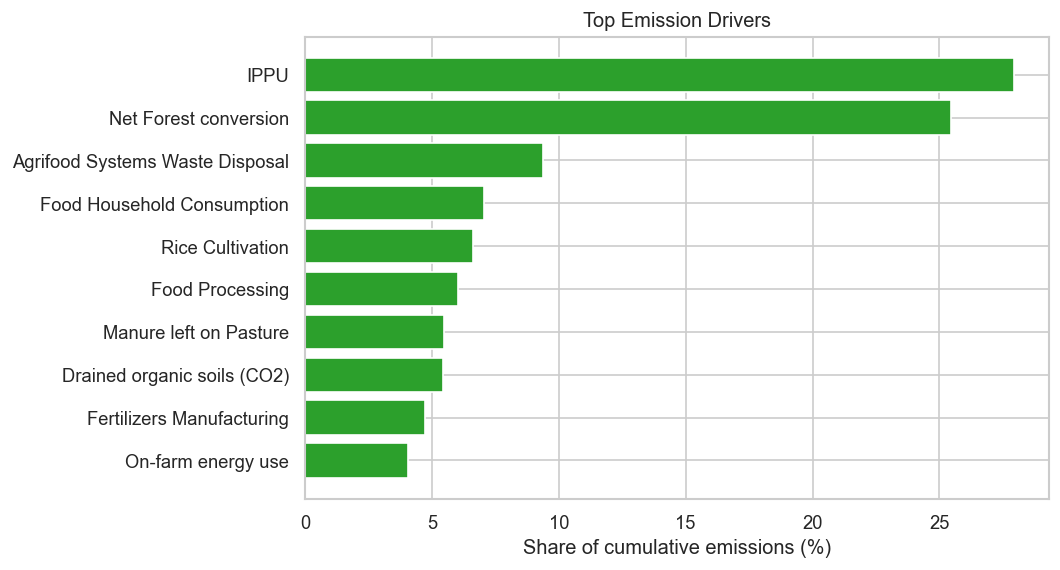 Top Emission Drivers
IPPU
Net Forest conversion
Agrifood Systems Waste Disposal
Food Household Consumption
Rice Cultivation
Food Processing
Manure left on Pasture
Drained organic soils (CO2)
Fertilizers Manufacturing
On-farm energy use
0 5 10 15 20 25
Share of cumulative emissions (%)